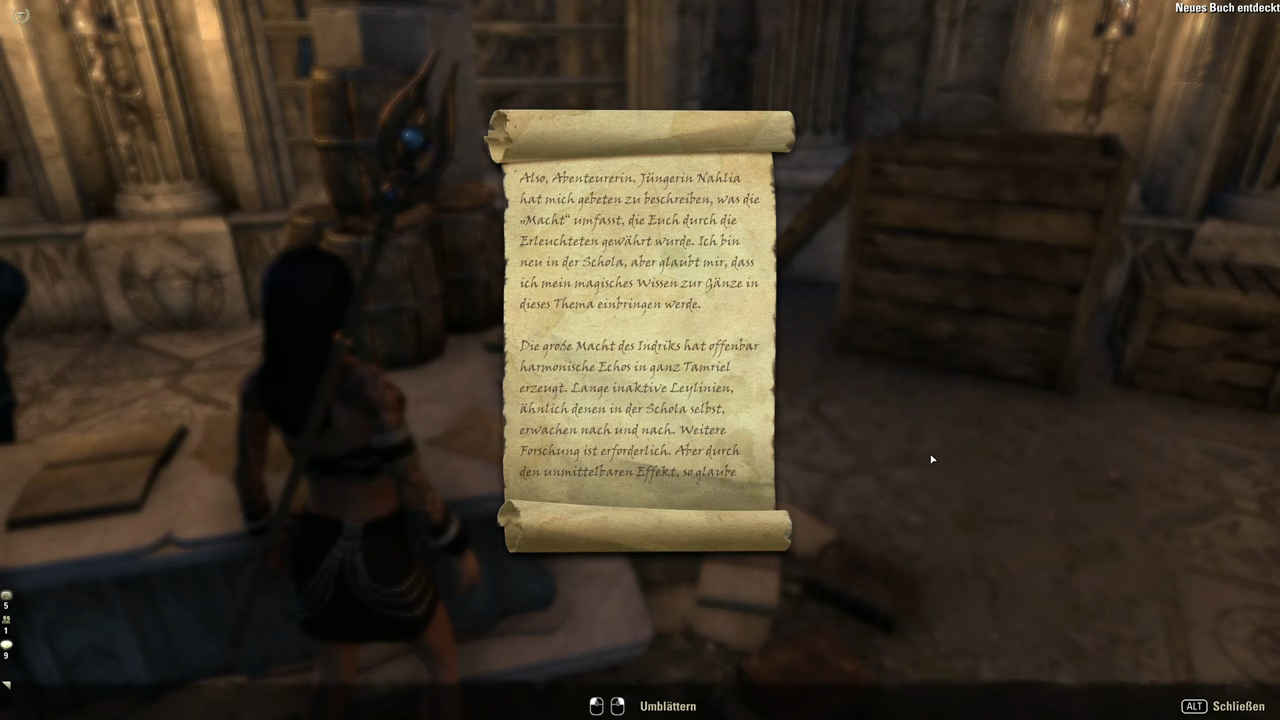 Neues Buch entdeckt
Also, Abenteurerin. Jüngerin Nahlia
hat mich gebeten zu beschreiben, was die
„Macht“ umfasst, die Euch durch die
Erleuchteten gewährt wurde. Ich bin
neu in der Schola, aber glaubt mir, dass
ich mein magisches Wissen zur Gänze in
dieses Thema einbringen werde.
Die große Macht des Indriks hat offenbar
harmonische Echos in ganz Tamriel
erzeugt. Lange inaktive Leylinien,
ähnlich denen in der Schola selbst,
erwachen nach und nach. Weitere
Forschung ist erforderlich. Aber durch
den unmittelbaren Effekt, so glaube
5
1
9
Umblättern
ALT Schließen